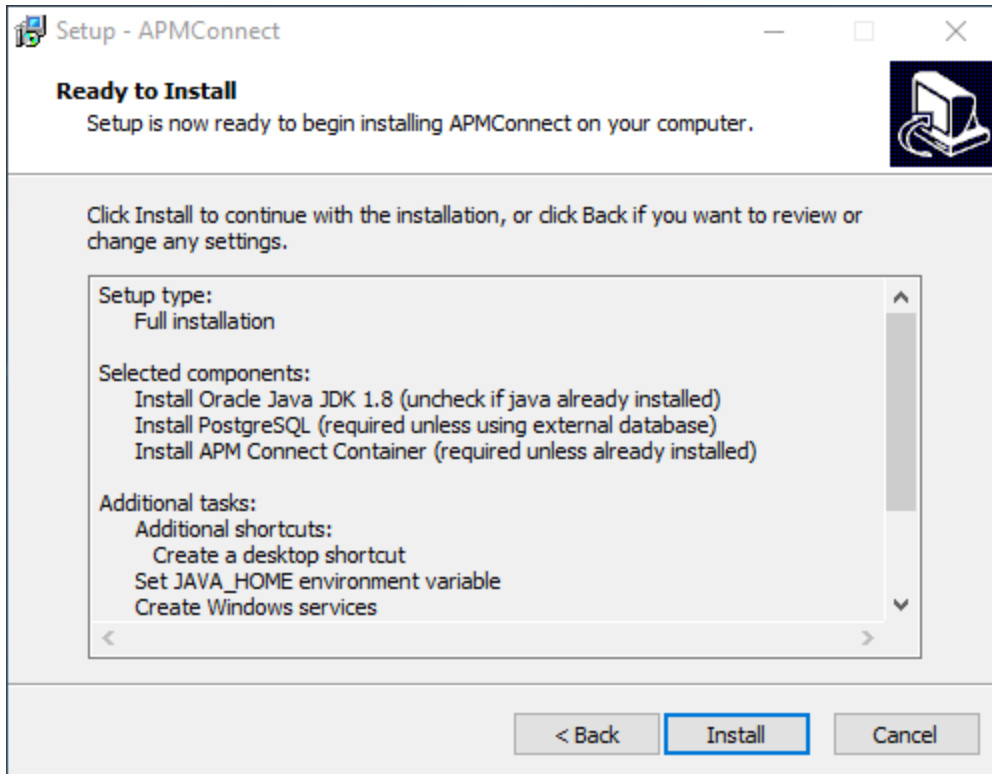 Setup - APMConnect
Ready to Install
Setup is now ready to begin installing APMConnect on your computer.
Click Install to continue with the installation, or click Back if you want to review or
change any settings.
Setup type:
Full installation
Selected components:
Install Oracle Java JDK 1.8 (uncheck if java already installed)
Install PostgreSQL (required unless using external database)
Install APM Connect Container (required unless already installed)
Additional tasks:
Additional shortcuts:
Create a desktop shortcut
Set JAVA_HOME environment variable
Create Windows services
< Back
Install
Cancel